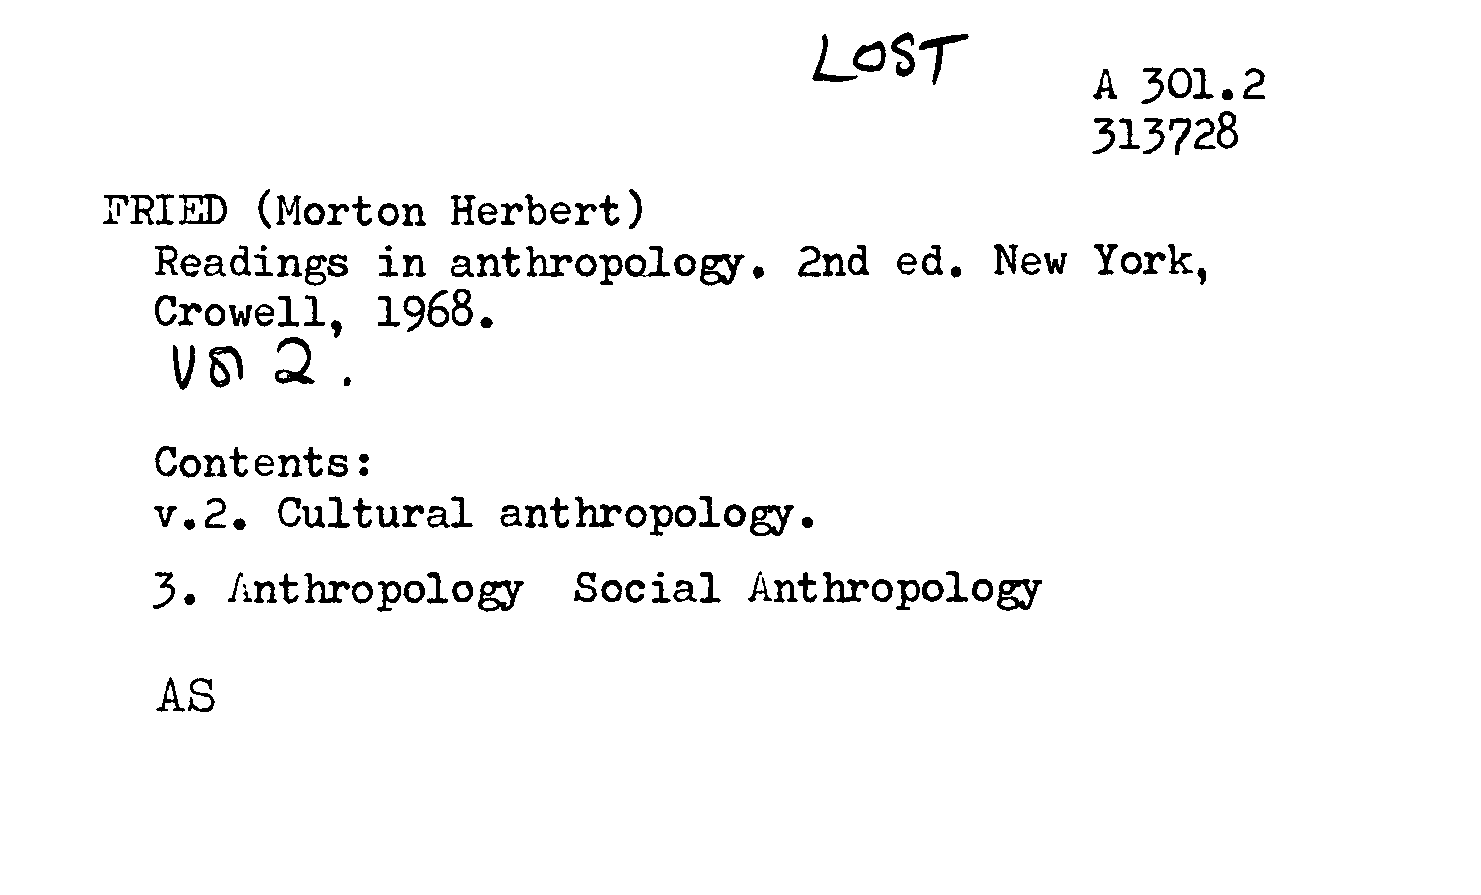 LOST
A 301.2
313728
FRIED (Morton Herbert)
Readings in anthropology. 2nd ed. New York,
Crowell, 1968.
2.
Contents:
v.2. Cultural anthropology.
3. Anthropology Social Anthropology
AS